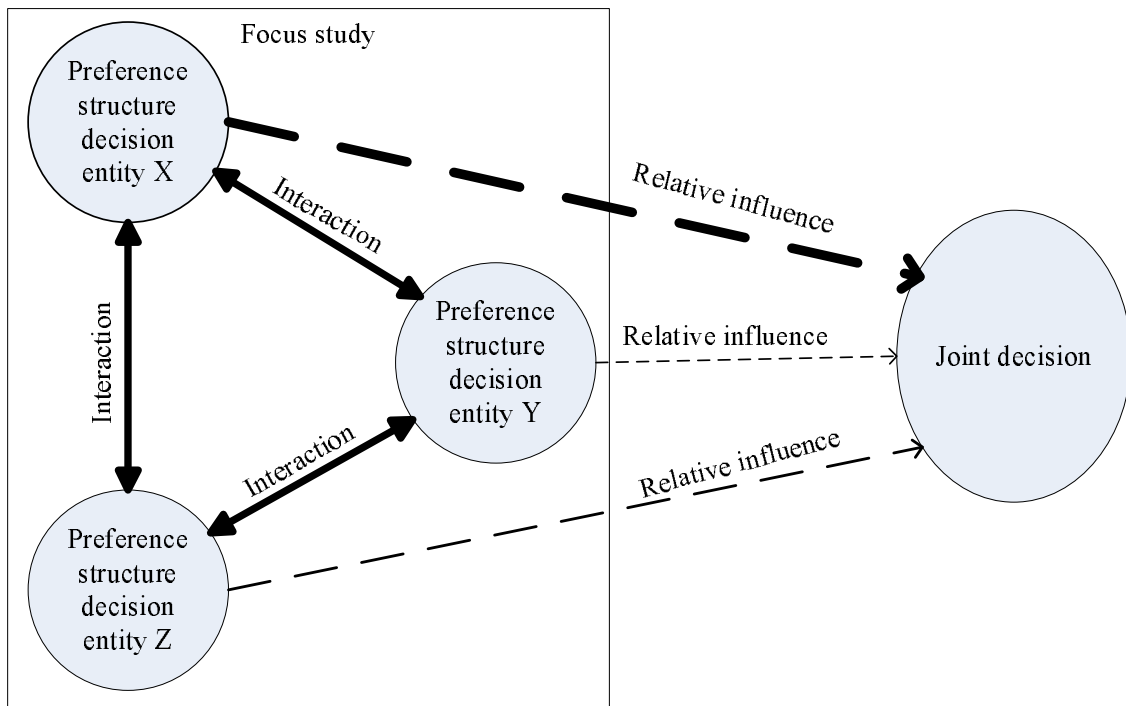 Focus study
Preference
structure
decision
entity X
Interaction
Relative influence
Interaction
Preference
structure
decision
entity Y
Relative influence
Joint decision
Interaction
Relative influence
Preference
structure
decision
entity Z